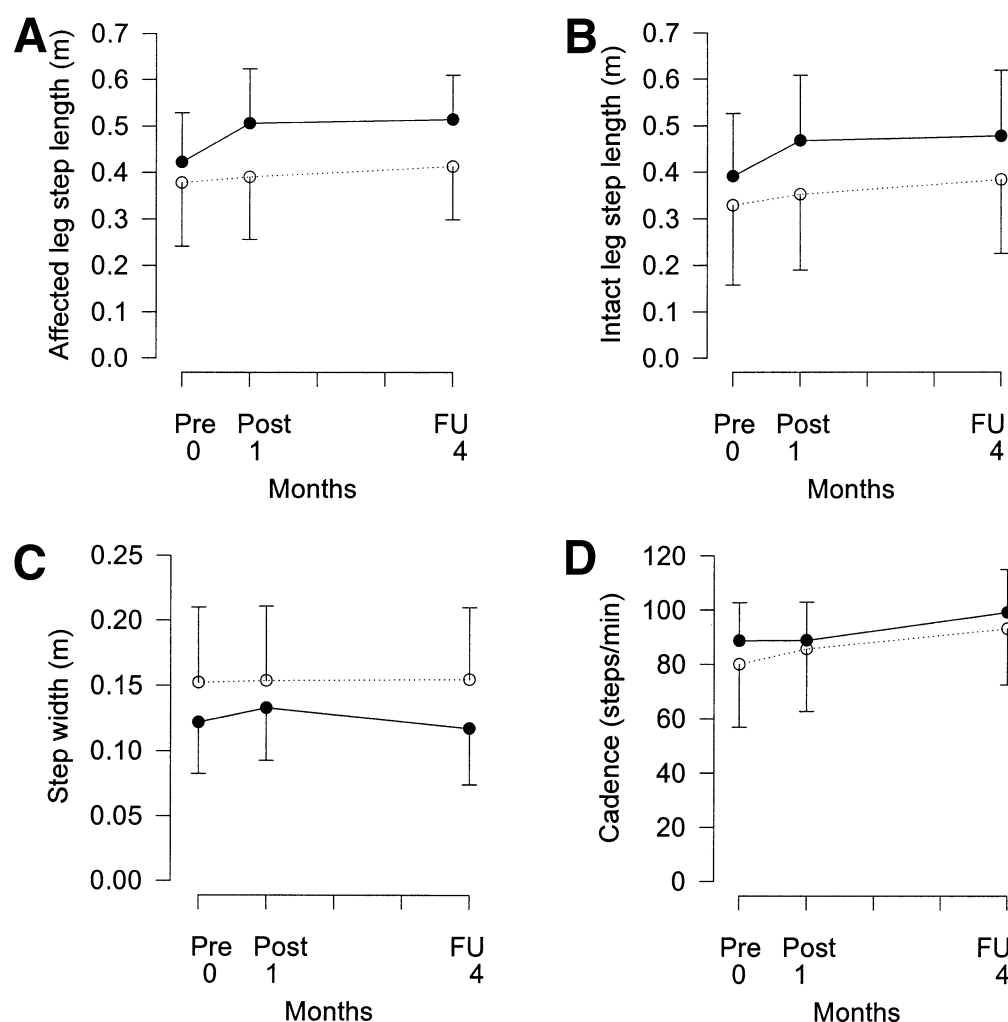 A
Affected leg step length (m)
0.7
0.6
0.5
0.4
0.3
0.2
0.1
0.0
Pre Post FU
0 1 4
Months
B
Intact leg step length (m)
0.7
0.6
0.5
0.4
0.3
0.2
0.1
0.0
Pre Post FU
0 1 4
Months
C
Step width (m)
0.25
0.20
0.15
0.10
0.05
0.00
Pre Post FU
0 1 4
Months
D
Cadence (steps/min)
120
100
80
60
40
20
0
Pre Post FU
0 1 4
Months